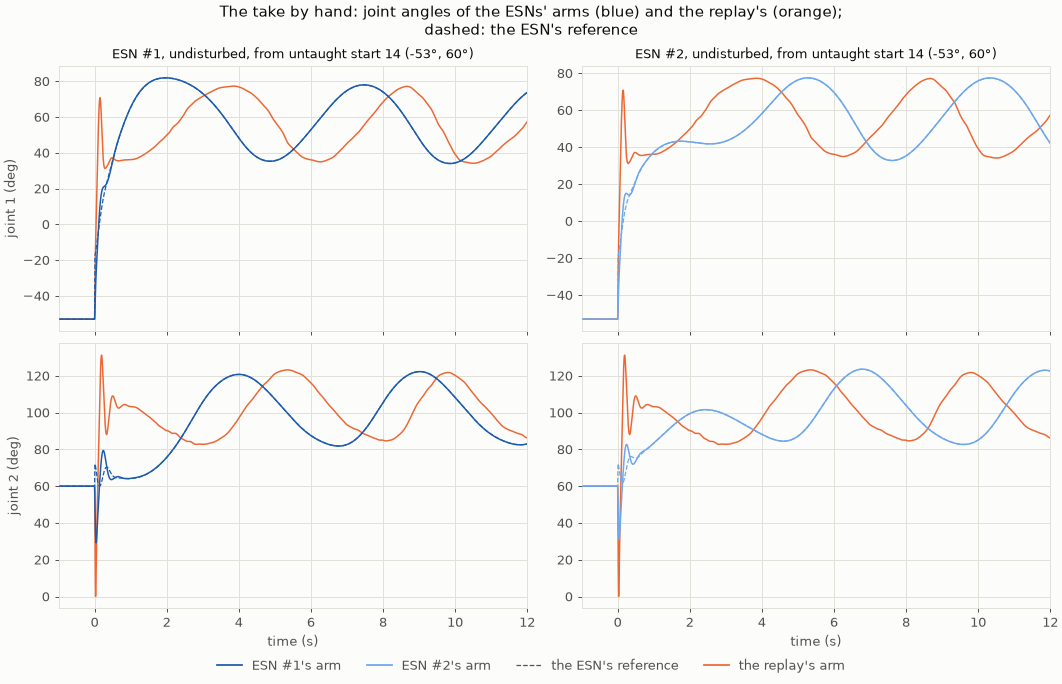 The take by hand: joint angles of the ESNs' arms (blue) and the replay's (orange);
dashed: the ESN's reference
ESN #1, undisturbed, from untaught start 14 (-53°, 60°)
ESN #2, undisturbed, from untaught start 14 (-53°, 60°)
joint 1 (deg)
80
60
40
20
0
−20
−40
80
60
40
20
0
−20
−40
joint 2 (deg)
120
100
80
60
40
20
0
120
100
80
60
40
20
0
0 2 4 6 8 10 12
0 2 4 6 8 10 12
time (s)
time (s)
ESN #1's arm
ESN #2's arm
the ESN's reference
the replay's arm